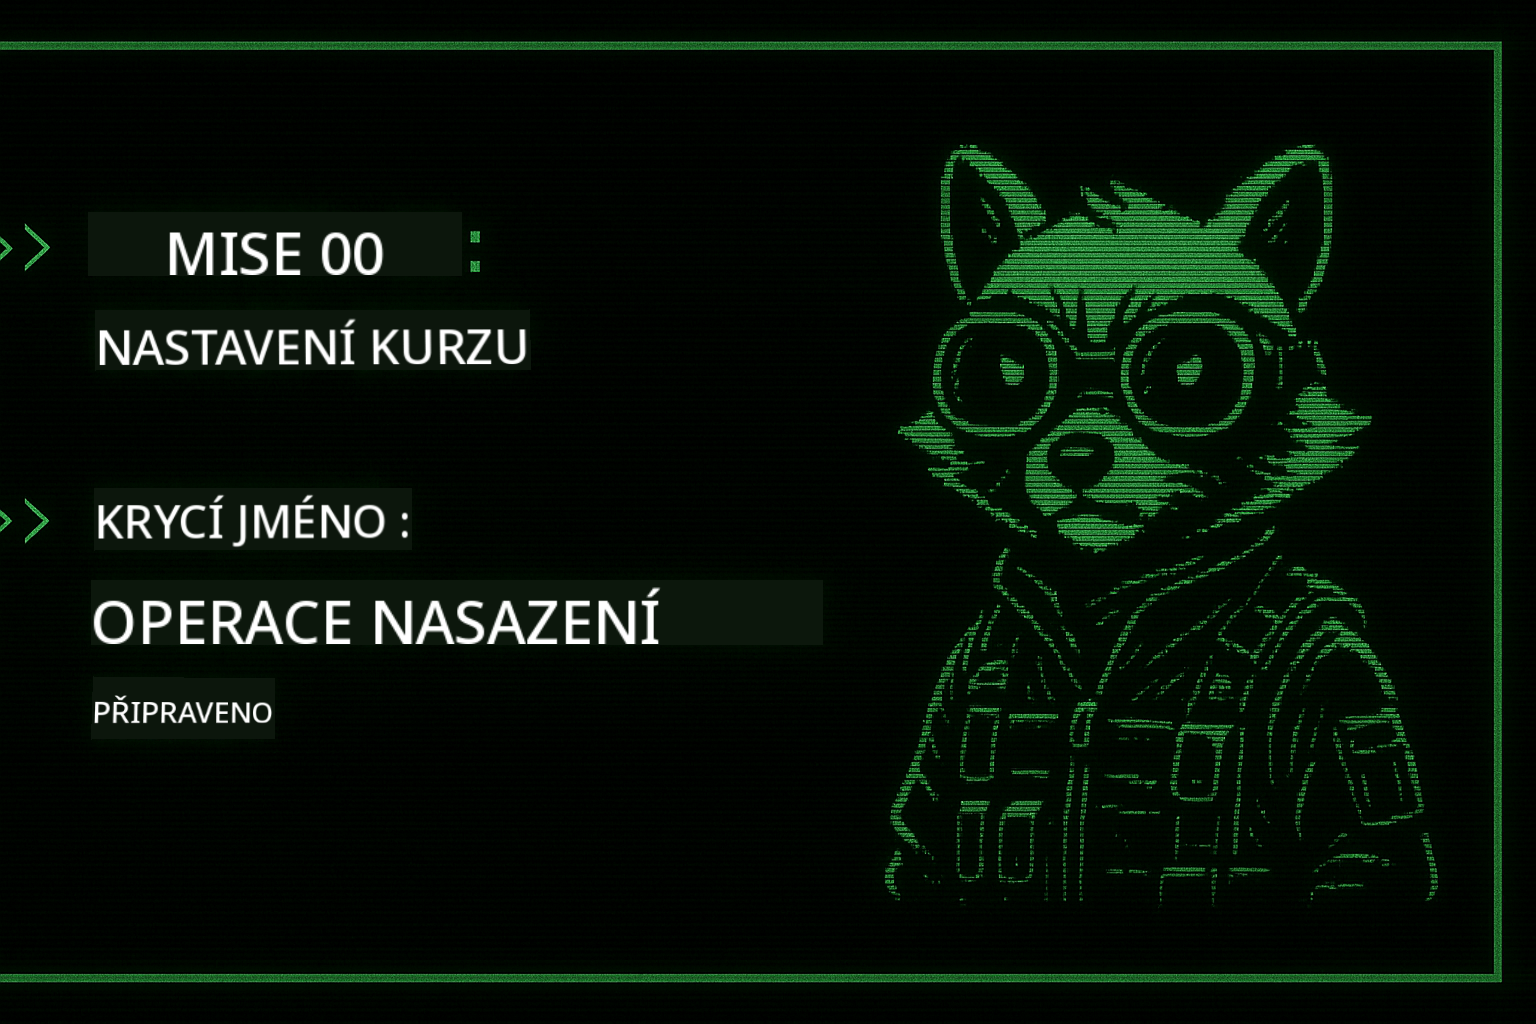 >> MISE 00 :
NASTAVENÍ KURZU
>> KRYCÍ JMÉNO :
OPERACE NASAZENÍ
PŘIPRAVENO